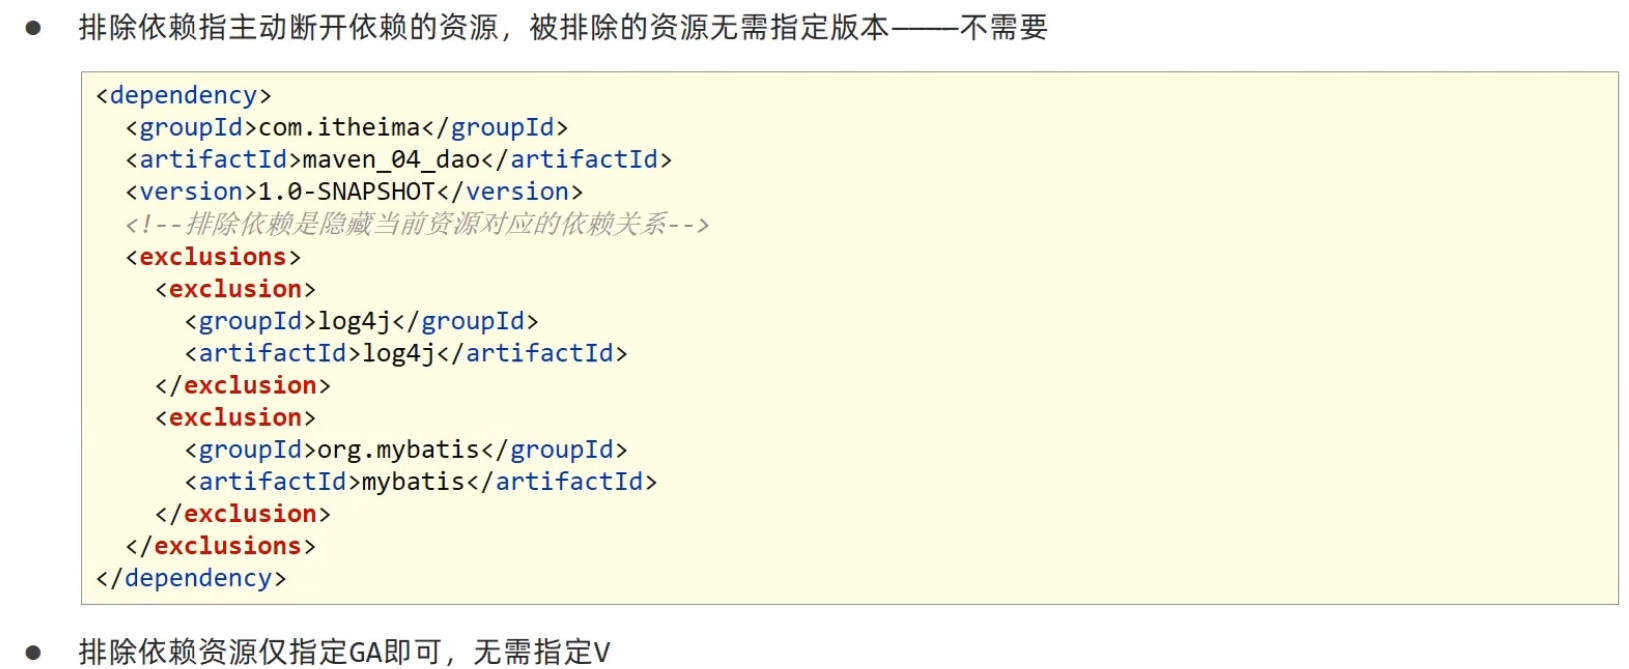 ● 排除依赖指主动断开依赖的资源，被排除的资源无需指定版本————不需要
<dependency>
  <groupId>com.itheima</groupId>
  <artifactId>maven_04_dao</artifactId>
  <version>1.0-SNAPSHOT</version>
  <!--排除依赖是隐藏当前资源对应的依赖关系-->
  <exclusions>
    <exclusion>
      <groupId>log4j</groupId>
      <artifactId>log4j</artifactId>
    </exclusion>
    <exclusion>
      <groupId>org.mybatis</groupId>
      <artifactId>mybatis</artifactId>
    </exclusion>
  </exclusions>
</dependency>
● 排除依赖资源仅指定GA即可，无需指定V